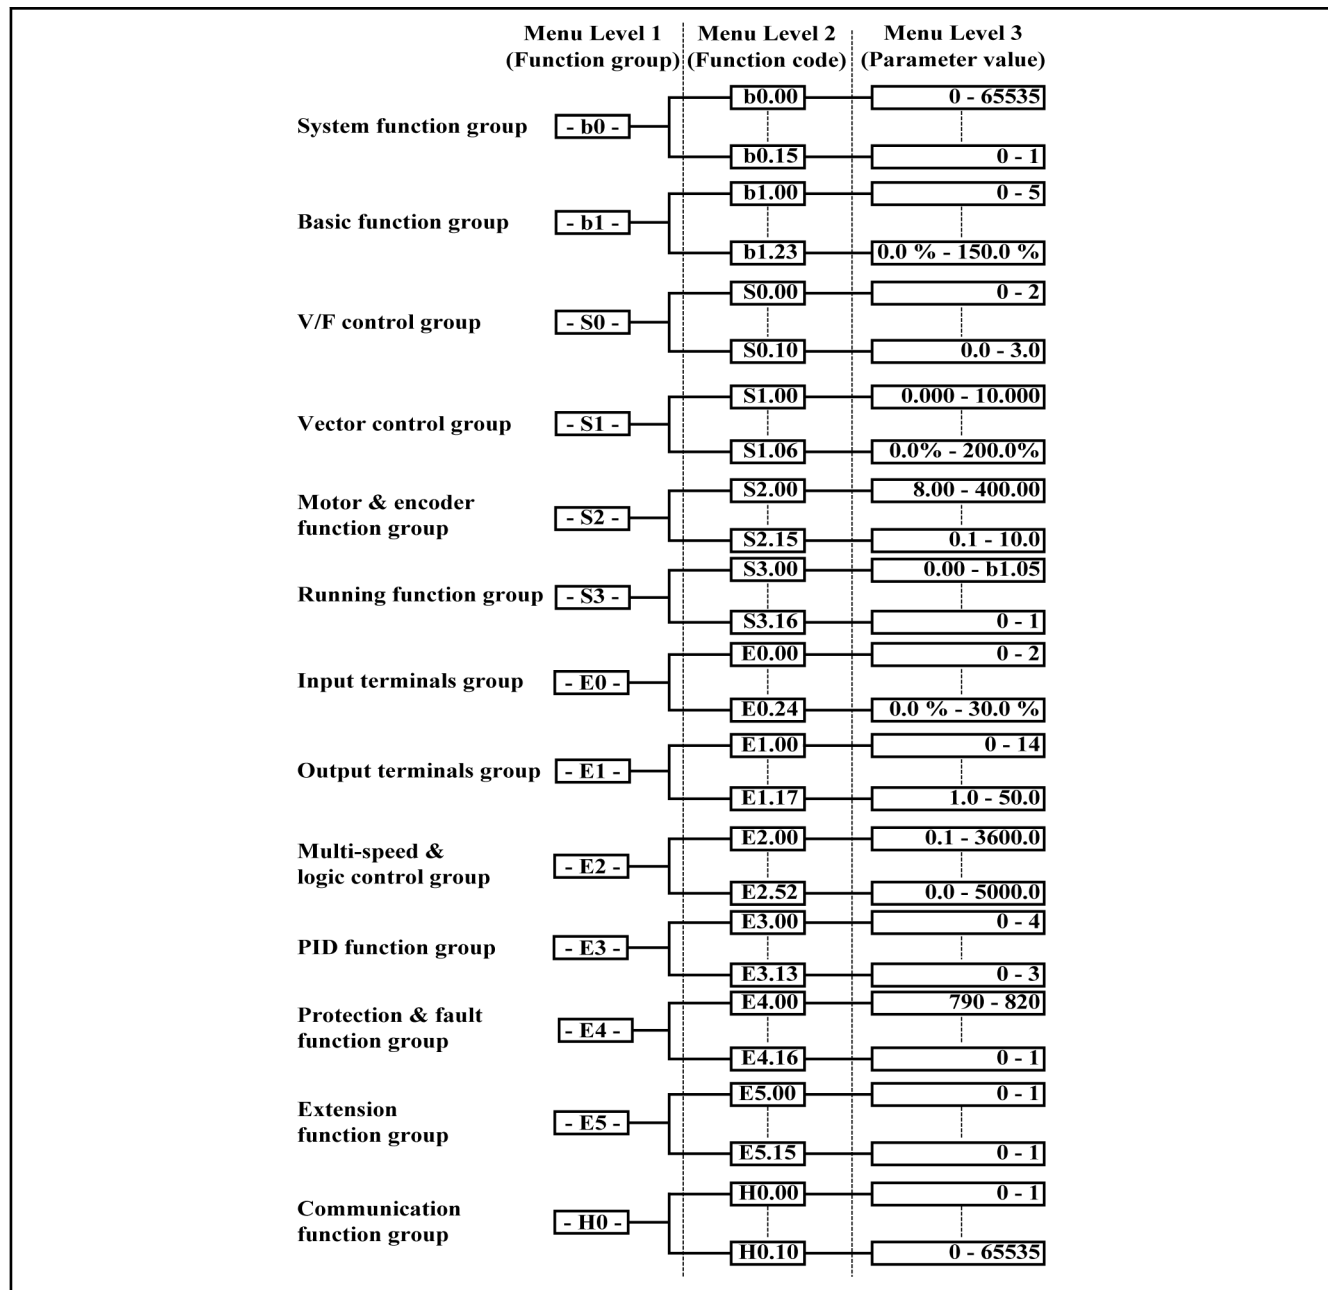 Menu Level 1 Menu Level 2 Menu Level 3
(Function group) (Function code) (Parameter value)
b0.00 0 - 65535
System function group - b0 -
b0.15 0 - 1
b1.00 0 - 5
Basic function group - b1 -
b1.23 0.0 % - 150.0 %
S0.00 0 - 2
V/F control group - S0 -
S0.10 0.0 - 3.0
S1.00 0.000 - 10.000
Vector control group - S1 -
S1.06 0.0% - 200.0%
S2.00 8.00 - 400.00
Motor & encoder
function group - S2 -
S2.15 0.1 - 10.0
S3.00 0.00 - b1.05
Running function group - S3 -
S3.16 0 - 1
E0.00 0 - 2
Input terminals group - E0 -
E0.24 0.0 % - 30.0 %
E1.00 0 - 14
Output terminals group - E1 -
E1.17 1.0 - 50.0
E2.00 0.1 - 3600.0
Multi-speed &
logic control group - E2 -
E2.52 0.0 - 5000.0
E3.00 0 - 4
PID function group - E3 -
E3.13 0 - 3
E4.00 790 - 820
Protection & fault
function group - E4 -
E4.16 0 - 1
E5.00 0 - 1
Extension
function group - E5 -
E5.15 0 - 1
H0.00 0 - 1
Communication
function group - H0 -
H0.10 0 - 65535